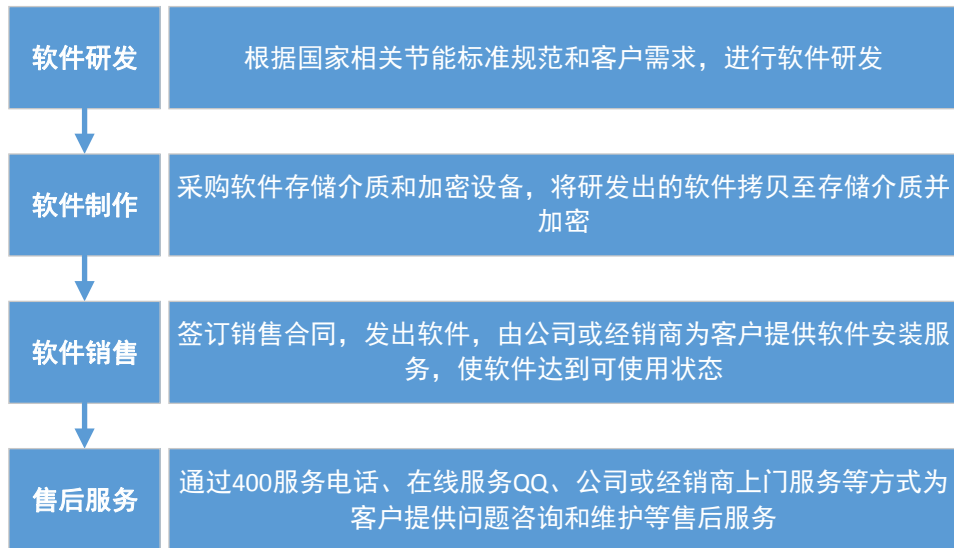 软件研发
根据国家相关节能标准规范和客户需求，进行软件研发
软件制作
采购软件存储介质和加密设备，将研发出的软件拷贝至存储介质并
加密
软件销售
签订销售合同，发出软件，由公司或经销商为客户提供软件安装服
务，使软件达到可使用状态
售后服务
通过400服务电话、在线服务QQ、公司或经销商上门服务等方式为
客户提供问题咨询和维护等售后服务